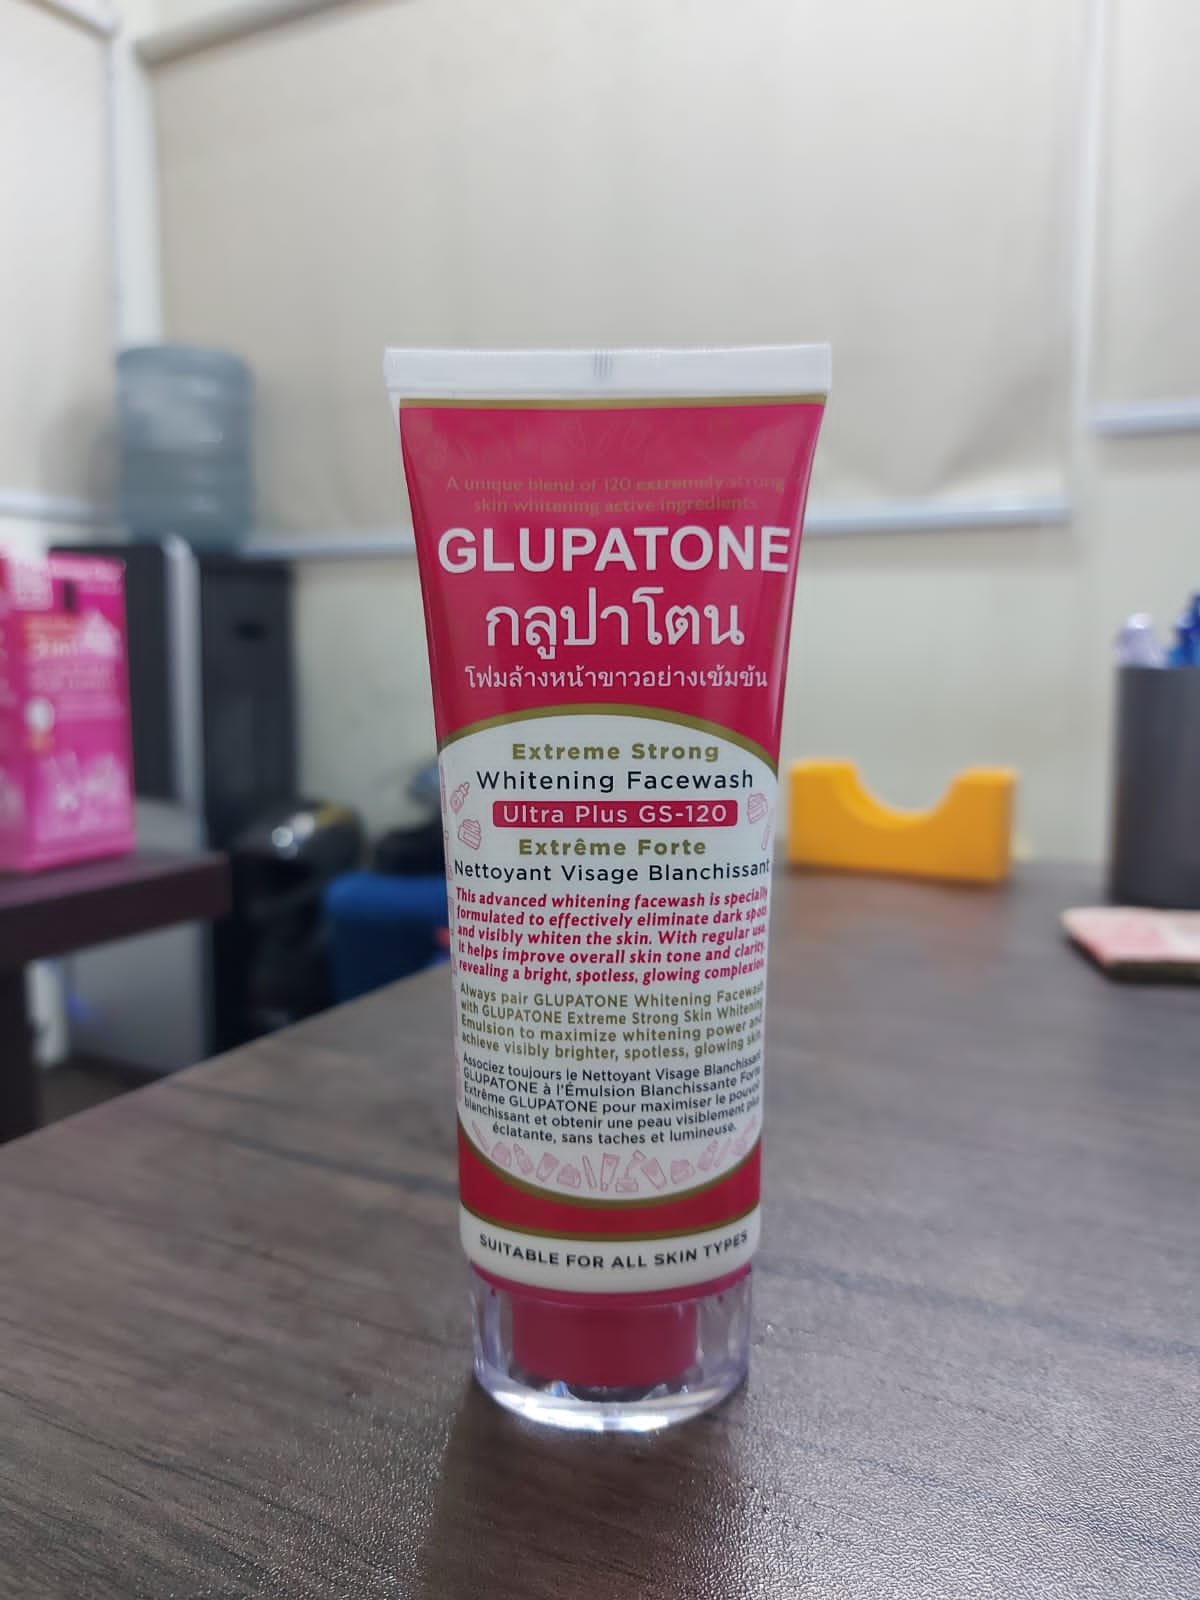 A unique blend of 120 extremely strong
skin whitening active ingredients
GLUPATONE
กลูปาโตน
โฟมล้างหน้าขาวอย่างเข้มข้น
Extreme Strong
Whitening Facewash
Ultra Plus GS-120
Extrême Forte
Nettoyant Visage Blanchissant
This advanced whitening facewash is specially
formulated to effectively eliminate dark spots
and visibly whiten the skin. With regular use,
it helps improve overall skin tone and clarity,
revealing a bright, spotless, glowing complexion.
Always pair GLUPATONE Whitening Facewash
with GLUPATONE Extreme Strong Skin Whitening
Emulsion to maximize whitening power and
achieve visibly brighter, spotless, glowing skin.
Associez toujours le Nettoyant Visage Blanchissant
GLUPATONE à l'Émulsion Blanchissante Forte
Extrême GLUPATONE pour maximiser le pouvoir
blanchissant et obtenir une peau visiblement plus
éclatante, sans taches et lumineuse.
SUITABLE FOR ALL SKIN TYPES